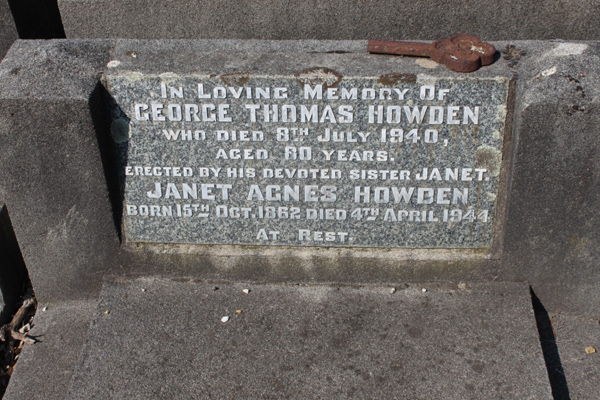 In Loving Memory Of
GEORGE THOMAS HOWDEN
WHO DIED 8TH JULY 1940,
AGED 80 YEARS.
ERECTED BY HIS DEVOTED SISTER JANET.
JANET AGNES HOWDEN
BORN 15TH OCT. 1862 DIED 4TH APRIL 1944
At Rest.